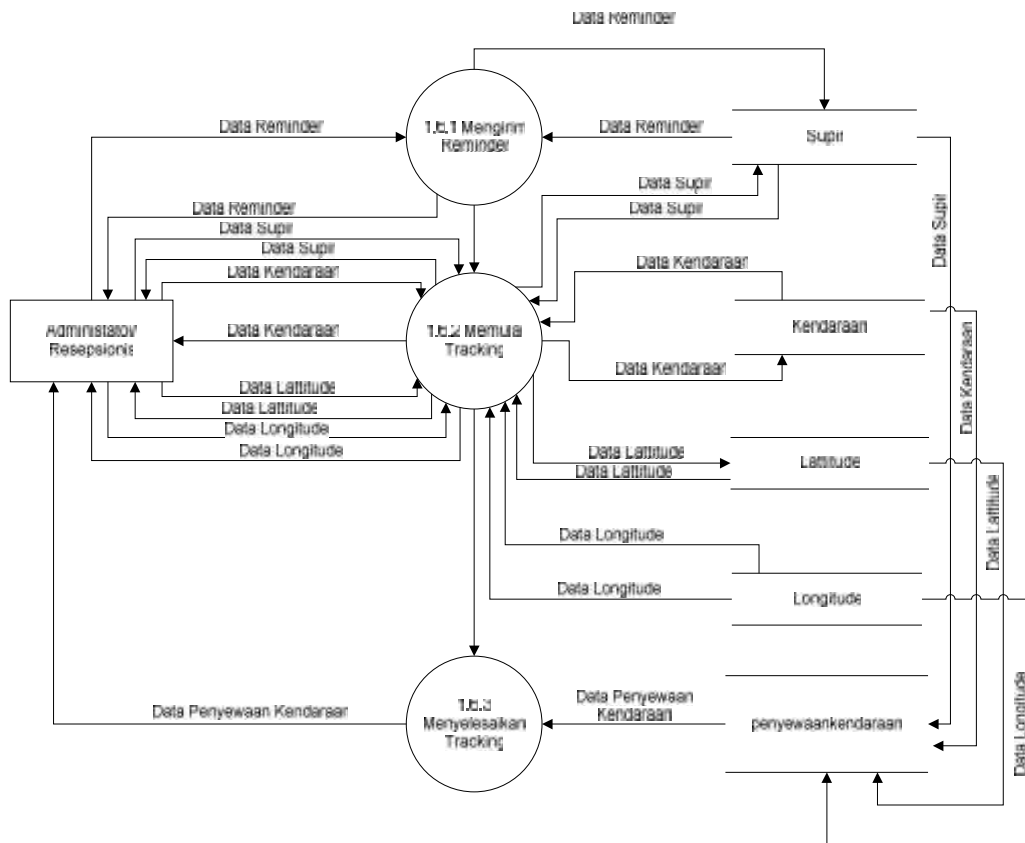 Data Reminder
Data Reminder
1.6.1 Mengirim
Reminder
Data Reminder
Supir
Data Reminder
Data Supir
Data Supir
Data Supir
Data Supir
Data Supir
Data Kendaraan
Data Kendaraan
Administator/
Resepsionis
Data Kendaraan
1.6.2 Memulai
Tracking
Kendaraan
Data Kendaraan
Data Kendaraan
Data Lattitude
Data Lattitude
Data Longitude
Data Longitude
Data Lattitude
Data Lattitude
Lattitude
Data Lattitude
Data Longitude
Data Longitude
Longitude
Data Penyewaan Kendaraan
1.6.3
Menyelesaikan
Tracking
Data Penyewaan
Kendaraan
penyewaankendaraan
Data Longitude